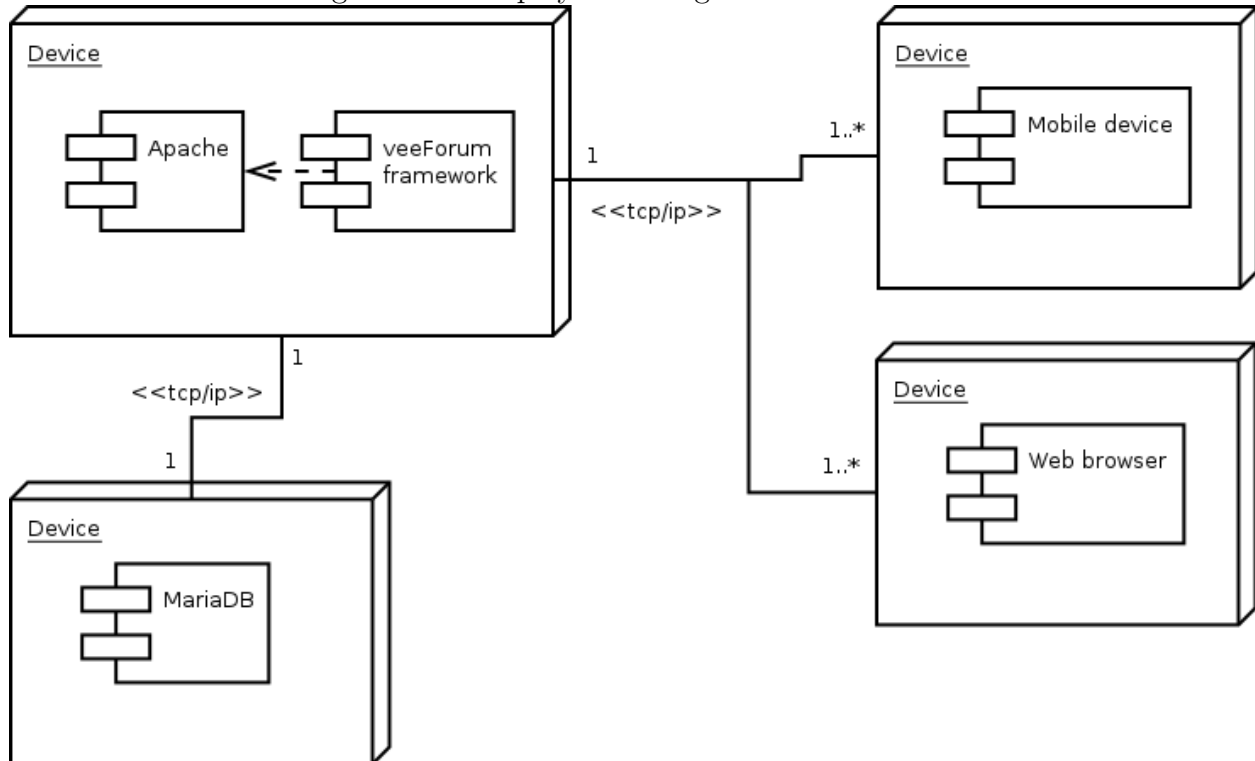 Device
Apache
veeForum
framework
1
<<tcp/ip>>
1..*
Device
Mobile device
1
<<tcp/ip>>
1
1..*
Device
Web browser
Device
MariaDB